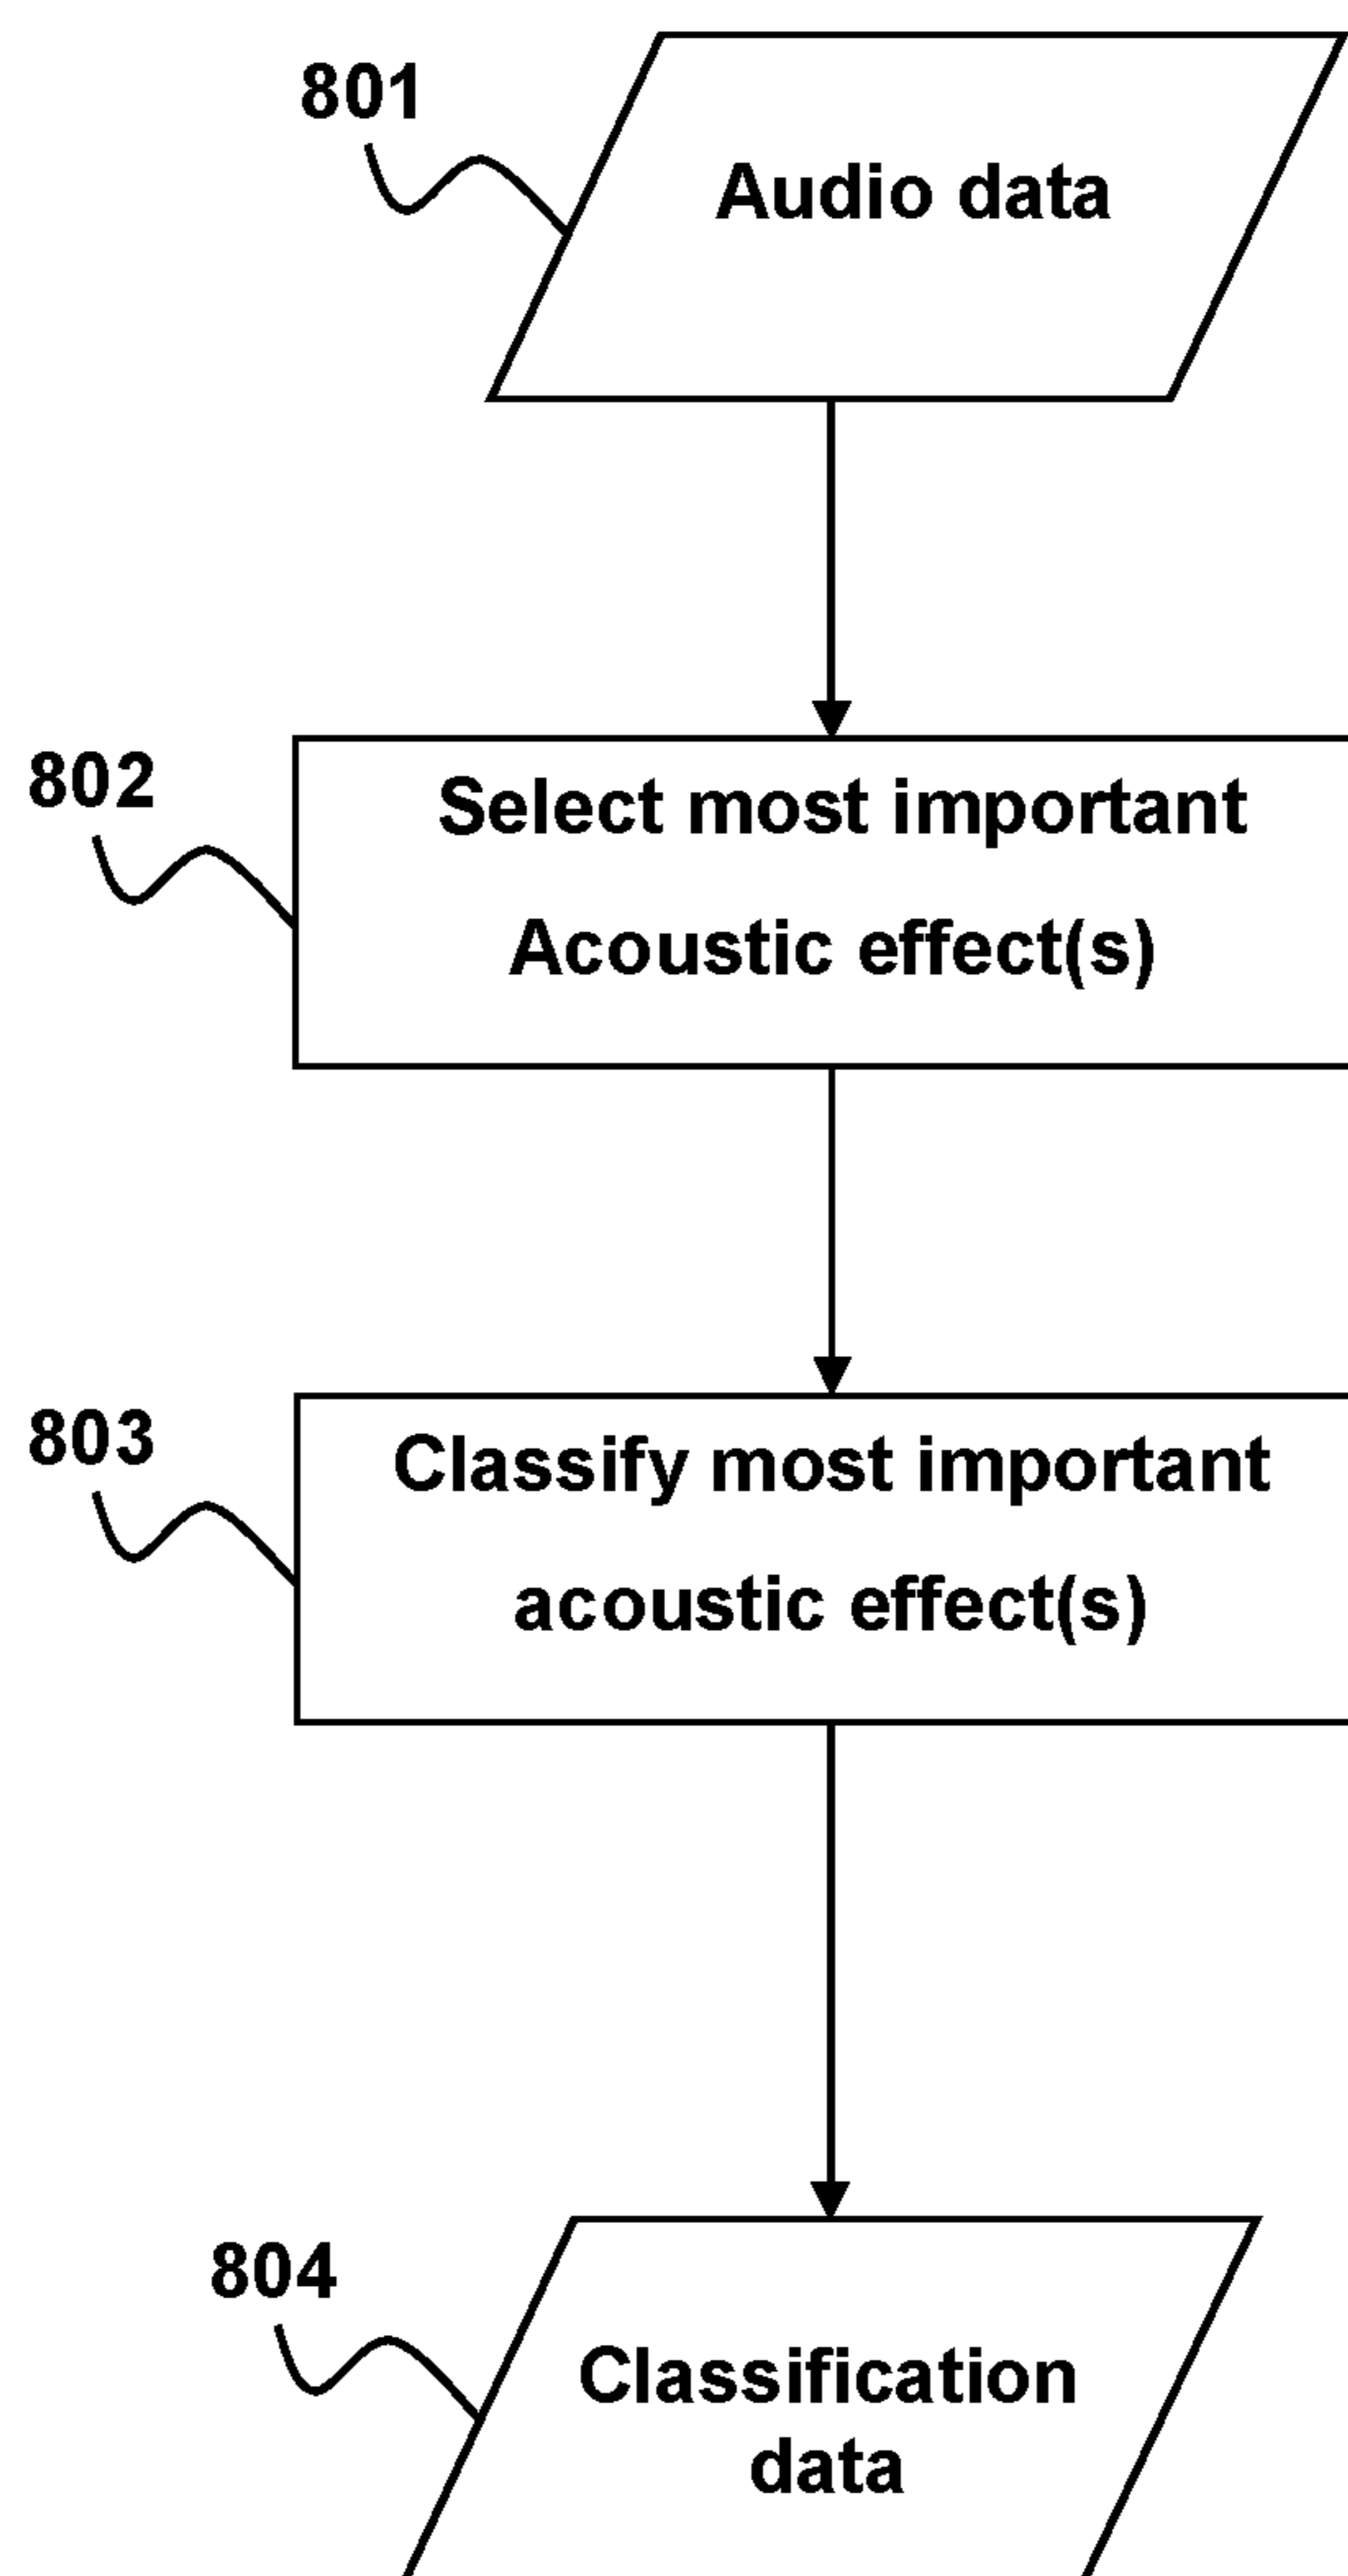 801
Audio data
802
Select most important
Acoustic effect(s)
803
Classify most important
acoustic effect(s)
804
Classification
data